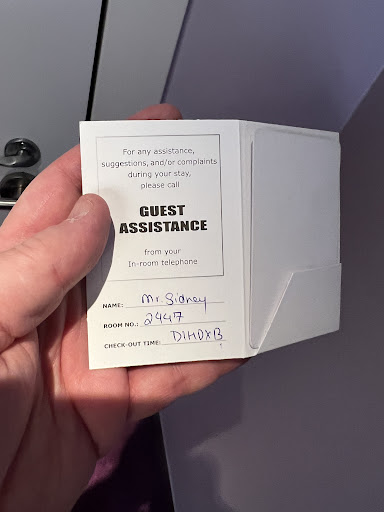 For any assistance,
suggestions, and/or complaints
during your stay,
please call
GUEST
ASSISTANCE
from your
In-room telephone
NAME: Mr. Sidney
ROOM NO.: 2447
CHECK-OUT TIME: D1HDXB